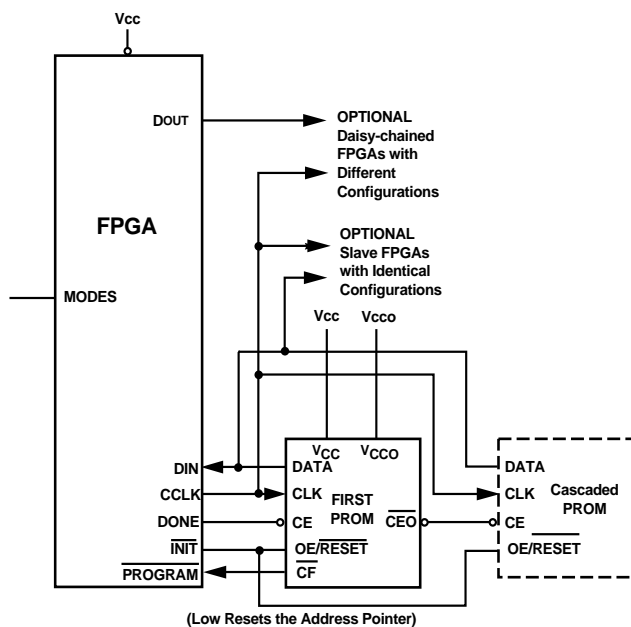 Vcc
DOUT
OPTIONAL
Daisy-chained
FPGAs with
Different
Configurations
FPGA
OPTIONAL
Slave FPGAs
with Identical
Configurations
MODES
Vcc
Vcco
VCC
VCCO
DIN
DATA
DATA
CCLK
CLK
FIRST
PROM
CLK
Cascaded
PROM
DONE
CE
CEO
CE
INIT
OE/RESET
OE/RESET
PROGRAM
CF
(Low Resets the Address Pointer)